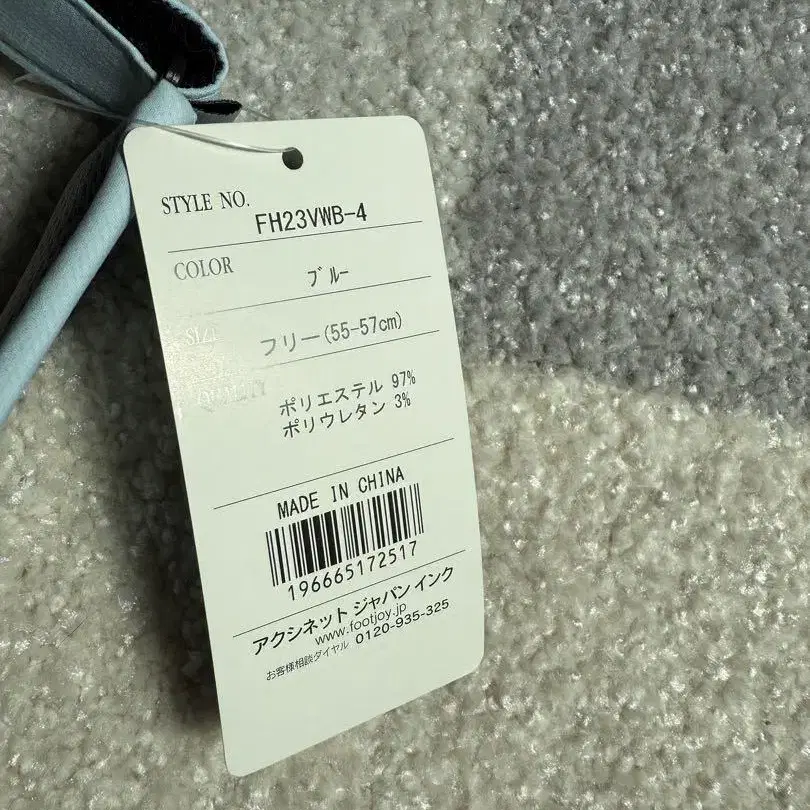 STYLE NO. FH23VWB-4
COLOR ブルー
SIZE フリー(55-57cm)
QUALITY ポリエステル 97%
ポリウレタン 3%
MADE IN CHINA
196665172517
アクシネット ジャパン インク
www.footjoy.jp
お客様相談ダイヤル 0120-935-325